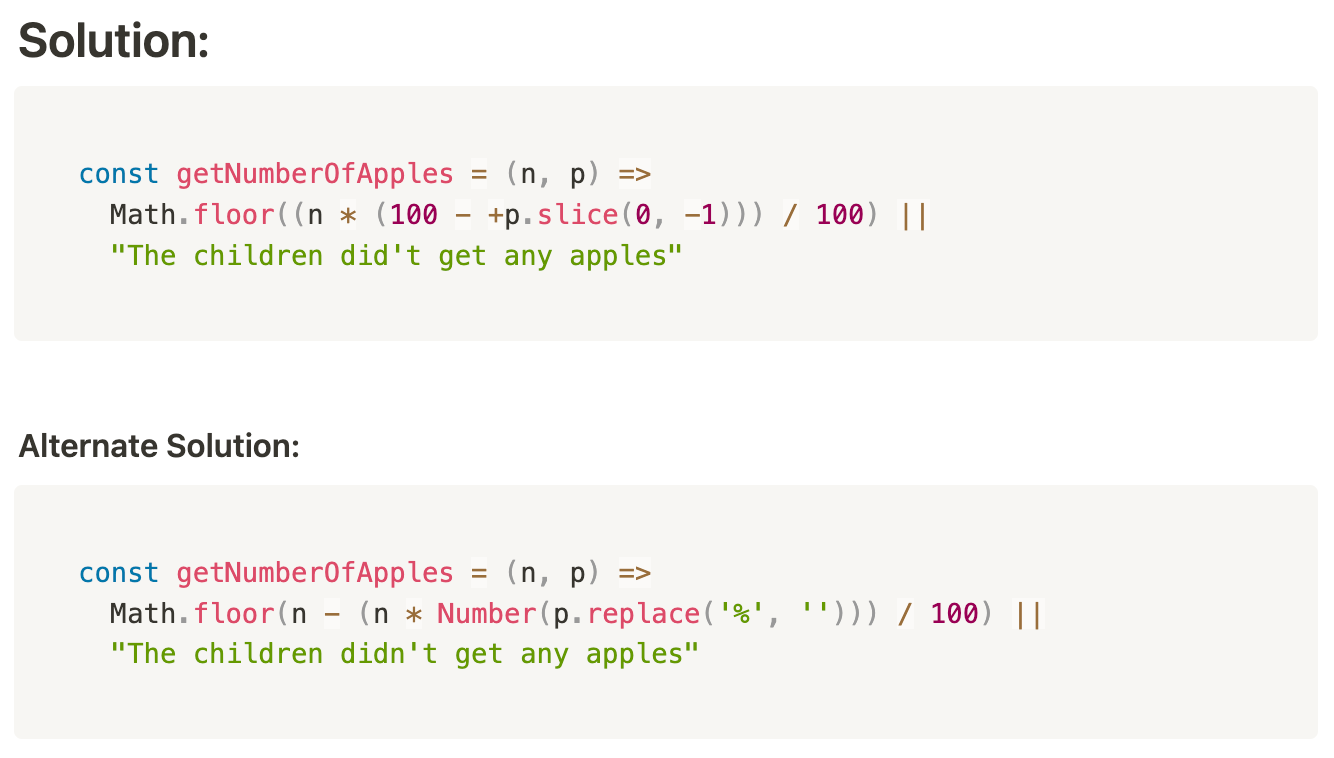 Solution:
const getNumberOfApples = (n, p) =>
Math.floor((n * (100 - +p.slice(0, -1))) / 100) ||
"The children did't get any apples"
Alternate Solution:
const getNumberOfApples = (n, p) =>
Math.floor(n - (n * Number(p.replace('%', ''))) / 100) ||
"The children didn't get any apples"